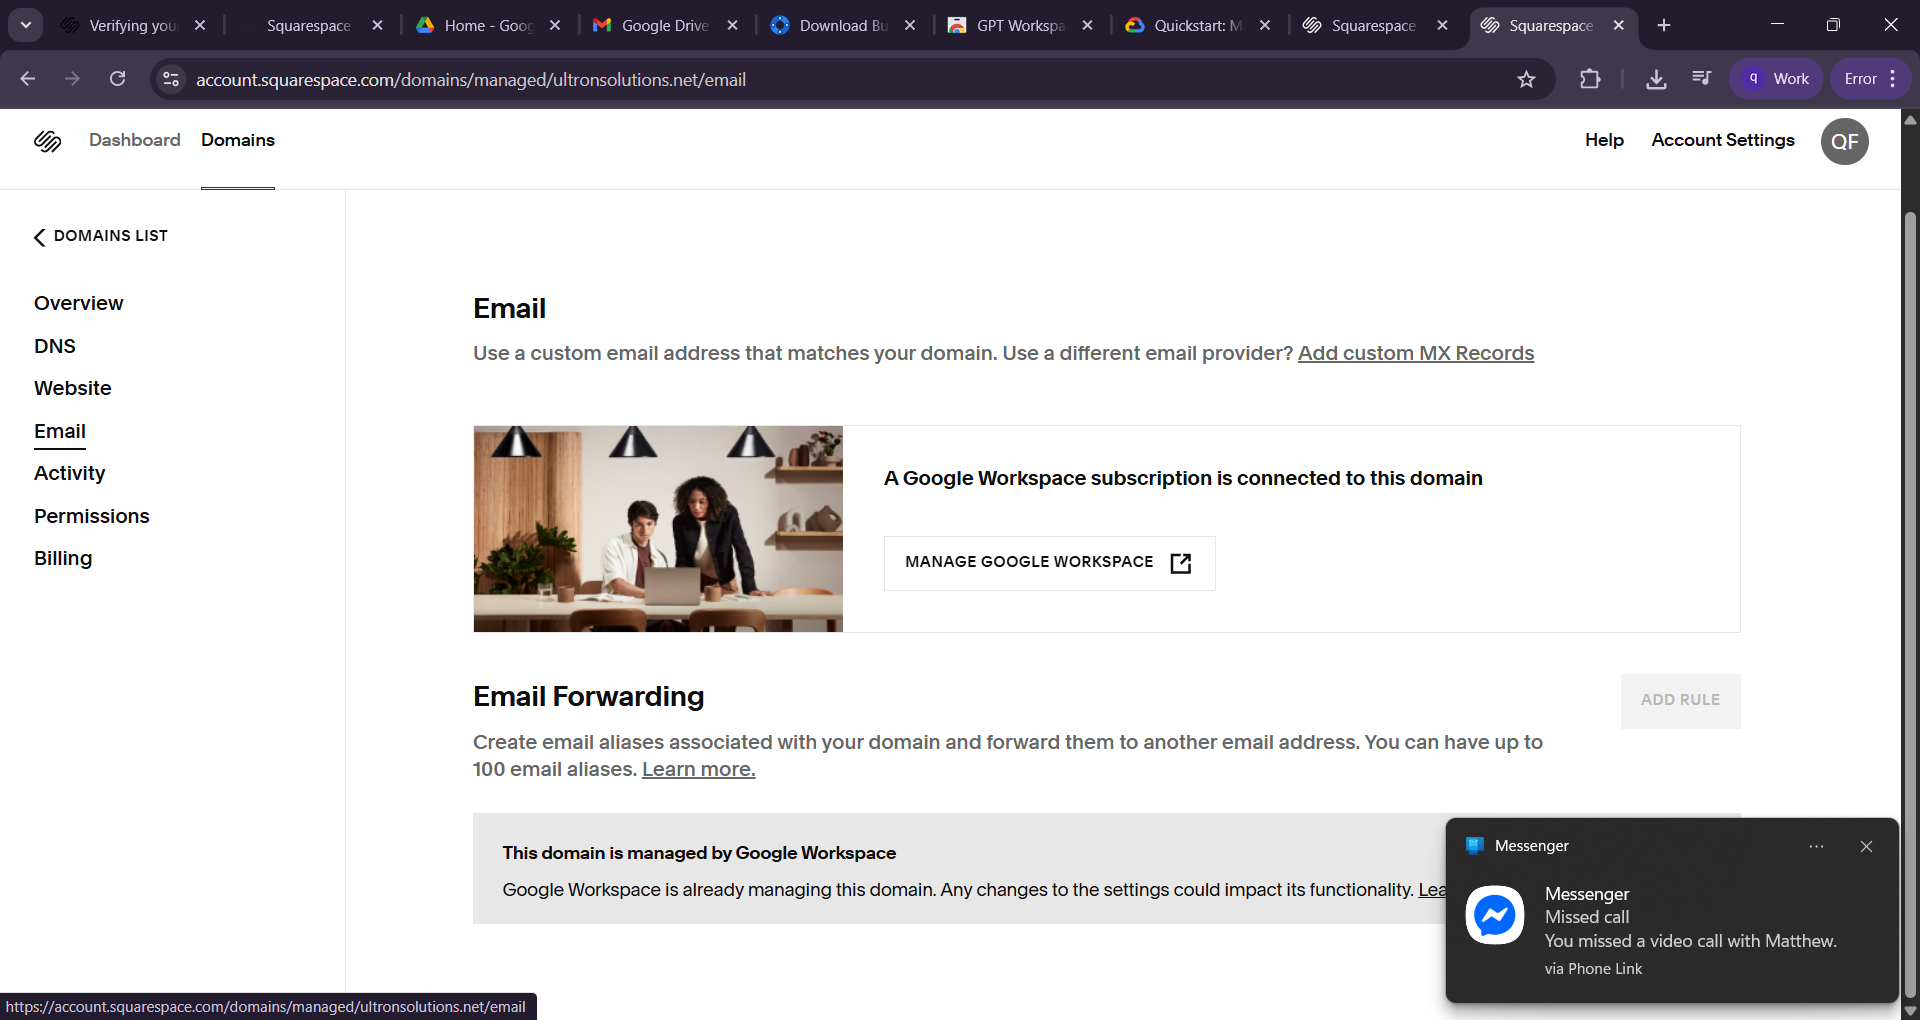 Verifying you
Squarespace
Home - Goog
Google Drive
Download Bu
GPT Workspa
Quickstart: M
Squarespace
Squarespace
account.squarespace.com/domains/managed/ultronsolutions.net/email
q Work
Error
Dashboard
Domains
Help
Account Settings
QF
DOMAINS LIST
Overview
DNS
Website
Email
Activity
Permissions
Billing
Email
Use a custom email address that matches your domain. Use a different email provider? Add custom MX Records
A Google Workspace subscription is connected to this domain
MANAGE GOOGLE WORKSPACE
Email Forwarding
ADD RULE
Create email aliases associated with your domain and forward them to another email address. You can have up to
100 email aliases. Learn more.
This domain is managed by Google Workspace
Google Workspace is already managing this domain. Any changes to the settings could impact its functionality. Lea
Messenger
Messenger
Missed call
You missed a video call with Matthew.
via Phone Link
https://account.squarespace.com/domains/managed/ultronsolutions.net/email